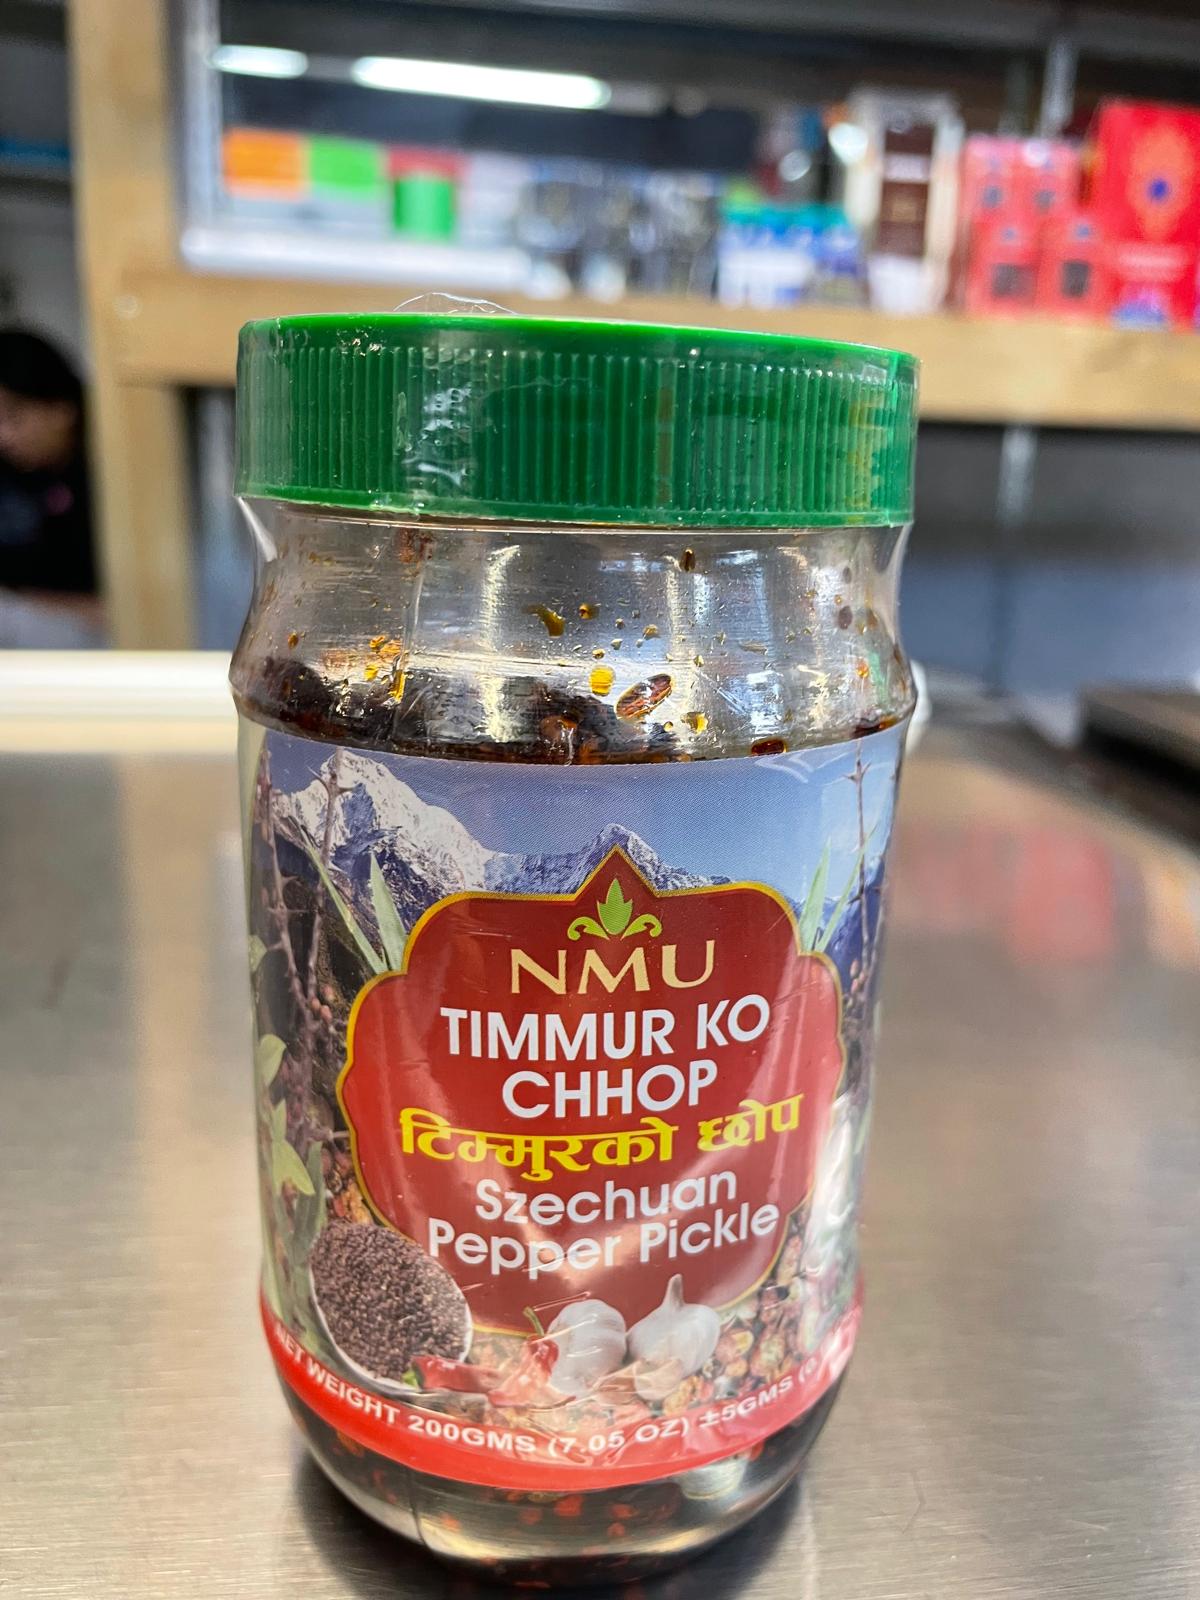 NMU
TIMMUR KO
CHHOP
टिम्मुरको छोप
Szechuan
Pepper Pickle
NET WEIGHT 200GMS (7.05 OZ) ±5GMS